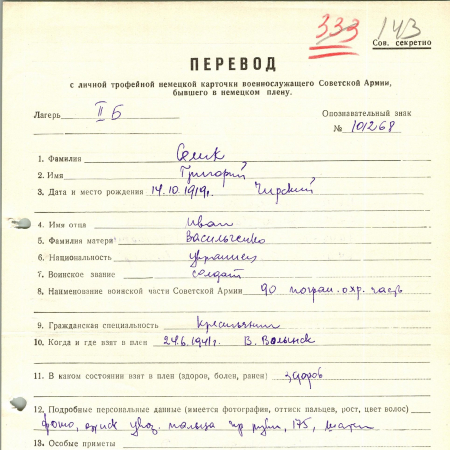 333 143
Сов. секретно
ПЕРЕВОД
с личной трофейной немецкой карточки военнослужащего Советской Армии,
бывшего в немецком плену.
Лагерь II Б Опознавательный знак
№ 101268
1. Фамилия Селик
2. Имя Григорий
3. Дата и место рождения 14.10.1919г. Чирский
4. Имя отца Иван
5. Фамилия матери Васильченко
6. Национальность украинец
7. Воинское звание солдат
8. Наименование воинской части Советской Армии 90 погран. охр. часть
9. Гражданская специальность Крестьянин
10. Когда и где взят в плен 24.6.1941г. В. Волынск
11. В каком состоянии взят в плен (здоров, болен, ранен) здоров
12. Подробные персональные данные (имеется фотография, оттиск пальцев, рост, цвет волос)
фото, оттиск указ. пальца пр руки, 175,
13. Особые приметы